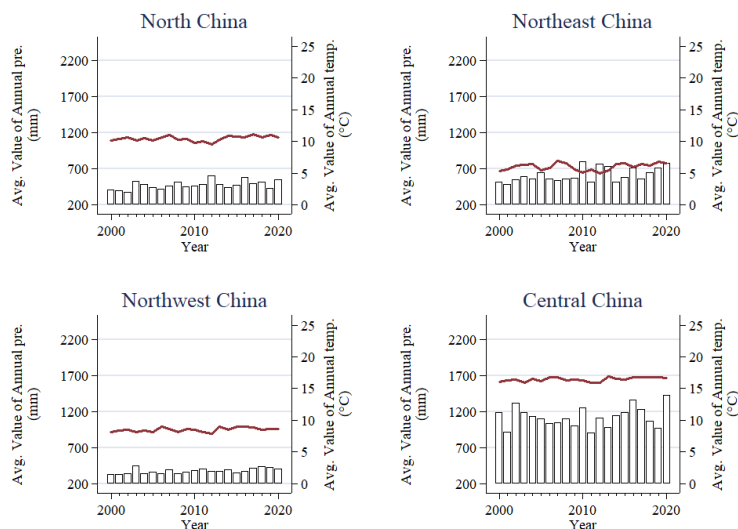 North China
Avg. Value of Annual pre.
(mm)
2200
1700
1200
700
200
25
20
15
10
5
0
Avg. Value of Annual temp.
(°C)
2000
2010
2020
Year
Northeast China
Avg. Value of Annual pre.
(mm)
2200
1700
1200
700
200
25
20
15
10
5
0
Avg. Value of Annual temp.
(°C)
2000
2010
2020
Year
Northwest China
Avg. Value of Annual pre.
(mm)
2200
1700
1200
700
200
25
20
15
10
5
0
Avg. Value of Annual temp.
(°C)
2000
2010
2020
Year
Central China
Avg. Value of Annual pre.
(mm)
2200
1700
1200
700
200
25
20
15
10
5
0
Avg. Value of Annual temp.
(°C)
2000
2010
2020
Year